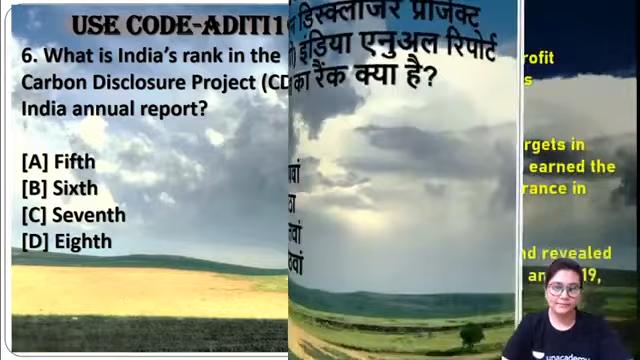 USE CODE-ADITI1
6. What is India's rank in the
Carbon Disclosure Project (CD
India annual report?
[A] Fifth
[B] Sixth
[C] Seventh
[D] Eighth
डिस्क्लोजर प्रोजेक्ट
इंडिया एनुअल रिपोर्ट
का रैंक क्या है?
rofit
s
rgets in
earned the
rance in
nd revealed
19,
unacademy